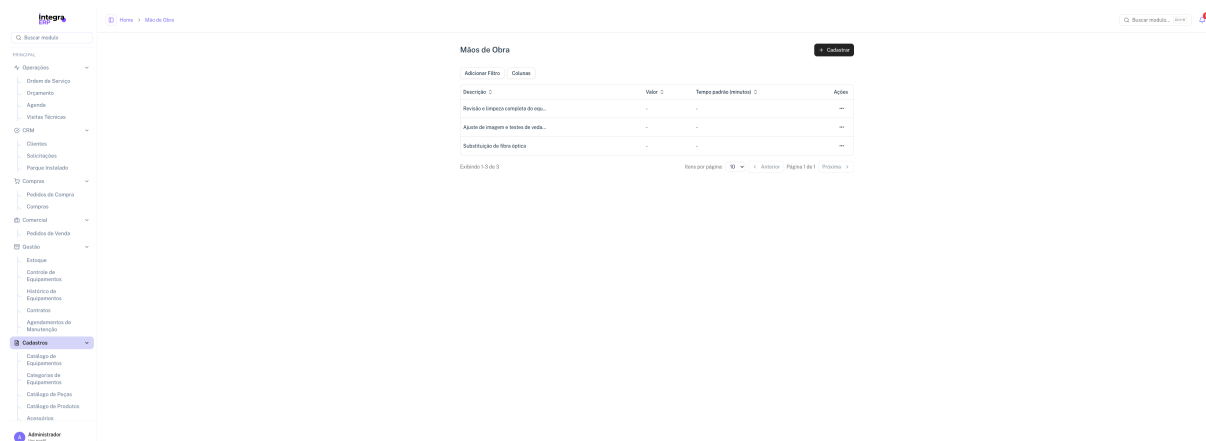 Integra
ERP
Buscar modulo
PRINCIPAL
Operações
Ordem de Serviço
Orçamento
Agenda
Visitas Técnicas
CRM
Clientes
Solicitações
Parque Instalado
Compras
Pedidos de Compra
Compras
Comercial
Pedidos de Venda
Gestão
Estoque
Controle de
Equipamentos
Histórico de
Equipamentos
Contratos
Agendamentos de
Manutenção
Cadastros
Catálogo de
Equipamentos
Categorias de
Equipamentos
Catálogo de Peças
Catálogo de Produtos
Acessórios
A Administrador
Home > Mão de Obra
Buscar modulo...
Mãos de Obra
+ Cadastrar
Adicionar Filtro Colunas
Descrição Valor Tempo padrão (minutos) Ações
Revisão e limpeza completa do equ... - - ...
Ajuste de imagem e testes de veda... - - ...
Substituição de fibra óptica - - ...
Exibindo 1-3 de 3 Itens por página: 10 < Anterior Página 1 de 1 Próxima >